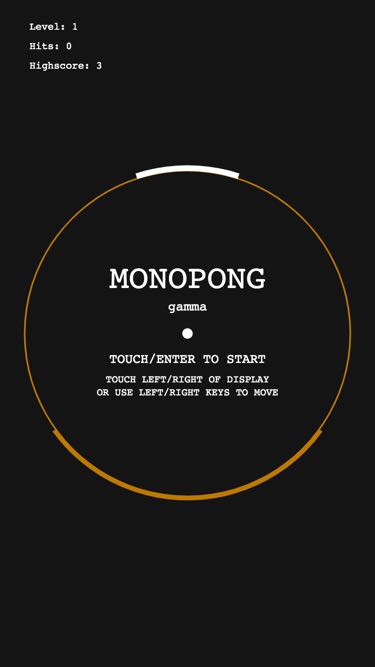 Level: 1
Hits: 0
Highscore: 3
MONOPONG
gamma
TOUCH/ENTER TO START
TOUCH LEFT/RIGHT OF DISPLAY
OR USE LEFT/RIGHT KEYS TO MOVE